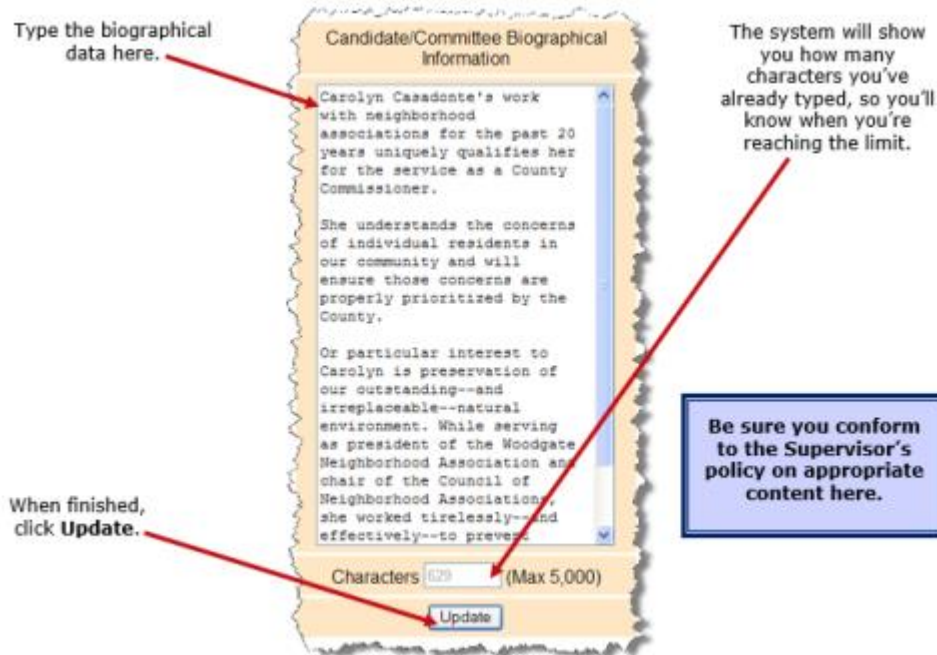 Type the biographical
data here.
Candidate/Committee Biographical
Information
The system will show
you how many
characters you've
already typed, so you'll
know when you're
reaching the limit.
Carolyn Casadonte's work
with neighborhood
associations for the past 20
years uniquely qualifies her
for the service as a County
Commissioner.
She understands the concerns
of individual residents in
our community and will
ensure those concerns are
properly prioritized by the
County.
Or particular interest to
Carolyn is preservation of
our outstanding--and
irreplaceable--natural
environment. While serving
as president of the Woodgate
Neighborhood Association and
chair of the Council of
Neighborhood Associations,
she worked tirelessly--and
effectively--to prevent
Be sure you conform
to the Supervisor's
policy on appropriate
content here.
When finished,
click Update.
Characters 629 (Max 5,000)
Update